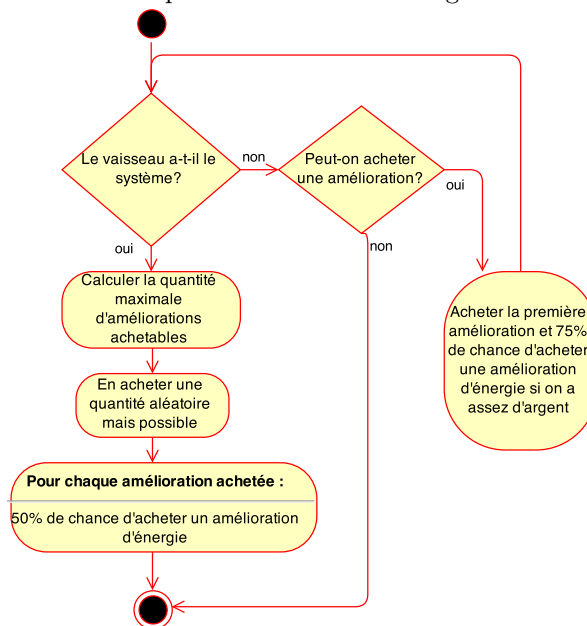 Le vaisseau a-t-il le
système?
non
Peut-on acheter
une amélioration?
oui
non
oui
Calculer la quantité
maximale
d'améliorations
achetables
Acheter la première
amélioration et 75%
de chance d'acheter
une amélioration
d'énergie si on a
assez d'argent
En acheter une
quantité aléatoire
mais possible
Pour chaque amélioration achetée :
50% de chance d'acheter un amélioration
d'énergie